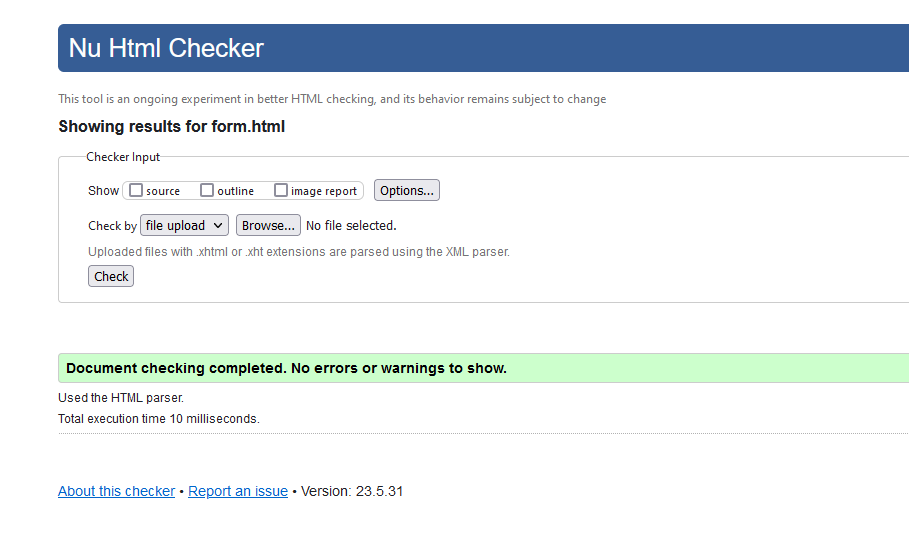 Nu Html Checker
This tool is an ongoing experiment in better HTML checking, and its behavior remains subject to change
Showing results for form.html
Checker Input
Show source outline image report Options...
Check by file upload Browse... No file selected.
Uploaded files with .xhtml or .xht extensions are parsed using the XML parser.
Check
Document checking completed. No errors or warnings to show.
Used the HTML parser.
Total execution time 10 milliseconds.
About this checker • Report an issue • Version: 23.5.31